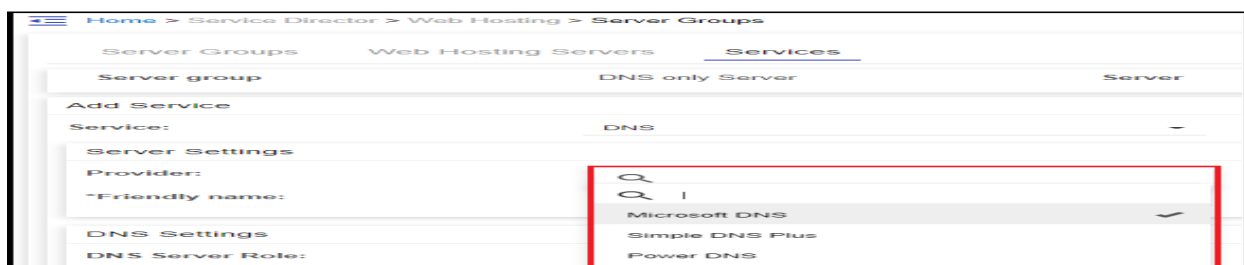 Home > Service Director > Web Hosting > Server Groups
Server Groups Web Hosting Servers Services
Server group DNS only Server Server
Add Service
Service: DNS
Server Settings
Provider:
*Friendly name:
Microsoft DNS
DNS Settings Simple DNS Plus
DNS Server Role: Power DNS